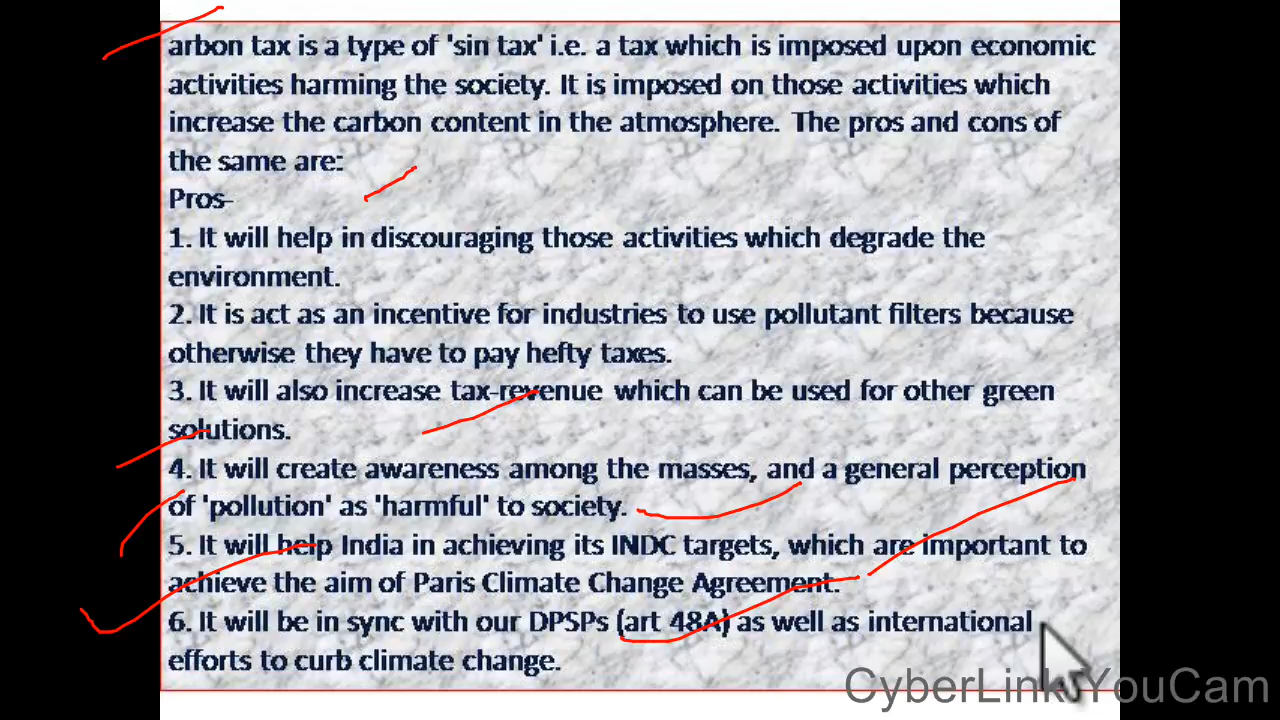 arbon tax is a type of 'sin tax' i.e. a tax which is imposed upon economic
activities harming the society. It is imposed on those activities which
increase the carbon content in the atmosphere. The pros and cons of
the same are:
Pros-
1. It will help in discouraging those activities which degrade the
environment.
2. It is act as an incentive for industries to use pollutant filters because
otherwise they have to pay hefty taxes.
3. It will also increase tax-revenue which can be used for other green
solutions.
4. It will create awareness among the masses, and a general perception
of 'pollution' as 'harmful' to society.
5. It will help India in achieving its INDC targets, which are important to
achieve the aim of Paris Climate Change Agreement.
6. It will be in sync with our DPSPs (art 48A) as well as international
efforts to curb climate change.
CyberLink YouCam